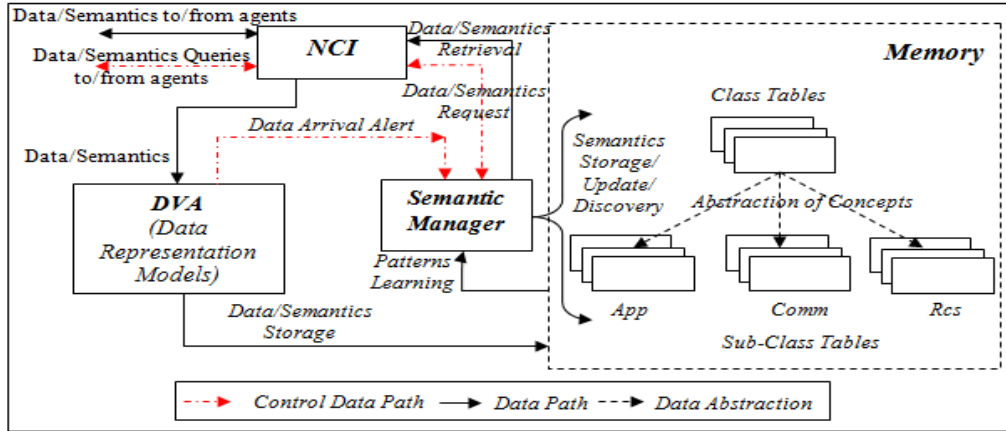 Data/Semantics to/from agents
NCI
Data/Semantics
Retrieval
Memory
Data/Semantics Queries
to/from agents
Data/Semantics
Request
Class Tables
Data Arrival Alert
Semantics
Storage/
Update/
Discovery
Data/Semantics
DVA
(Data
Representation
Models)
Semantic
Manager
Abstraction of Concepts
Patterns
Learning
App
Comm
Rcs
Data/Semantics
Storage
Sub-Class Tables
Control Data Path
Data Path
Data Abstraction